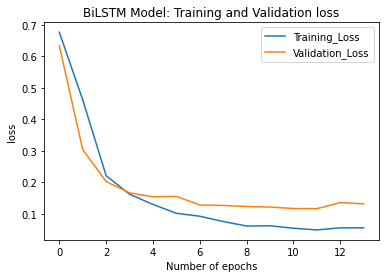 BiLSTM Model: Training and Validation loss
Training_Loss
Validation_Loss
loss
0.7
0.6
0.5
0.4
0.3
0.2
0.1
0 2 4 6 8 10 12
Number of epochs